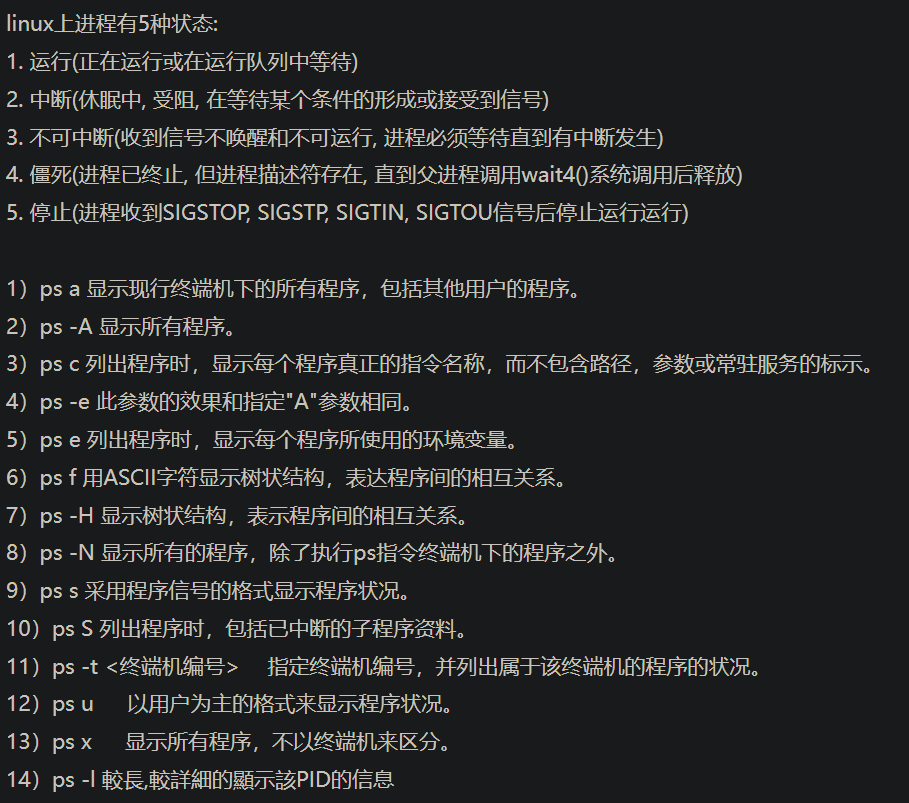 linux上进程有5种状态:
1. 运行(正在运行或在运行队列中等待)
2. 中断(休眠中, 受阻, 在等待某个条件的形成或接受到信号)
3. 不可中断(收到信号不唤醒和不可运行, 进程必须等待直到有中断发生)
4. 僵死(进程已终止, 但进程描述符存在, 直到父进程调用wait4()系统调用后释放)
5. 停止(进程收到SIGSTOP, SIGSTP, SIGTIN, SIGTOU信号后停止运行运行)
1）ps a 显示现行终端机下的所有程序，包括其他用户的程序。
2）ps -A 显示所有程序。
3）ps c 列出程序时，显示每个程序真正的指令名称，而不包含路径，参数或常驻服务的标示。
4）ps -e 此参数的效果和指定"A"参数相同。
5）ps e 列出程序时，显示每个程序所使用的环境变量。
6）ps f 用ASCII字符显示树状结构，表达程序间的相互关系。
7）ps -H 显示树状结构，表示程序间的相互关系。
8）ps -N 显示所有的程序，除了执行ps指令终端机下的程序之外。
9）ps s 采用程序信号的格式显示程序状况。
10）ps S 列出程序时，包括已中断的子程序资料。
11）ps -t <终端机编号>　指定终端机编号，并列出属于该终端机的程序的状况。
12）ps u　 以用户为主的格式来显示程序状况。
13）ps x　 显示所有程序，不以终端机来区分。
14）ps -l 較長,較詳細的顯示該PID的信息